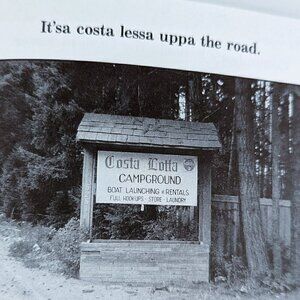 It'sa costa lessa uppa the road.
Costa Lotta
CAMPGROUND
BOAT LAUNCHING & RENTALS
FULL HOOKUPS · STORE · LAUNDRY